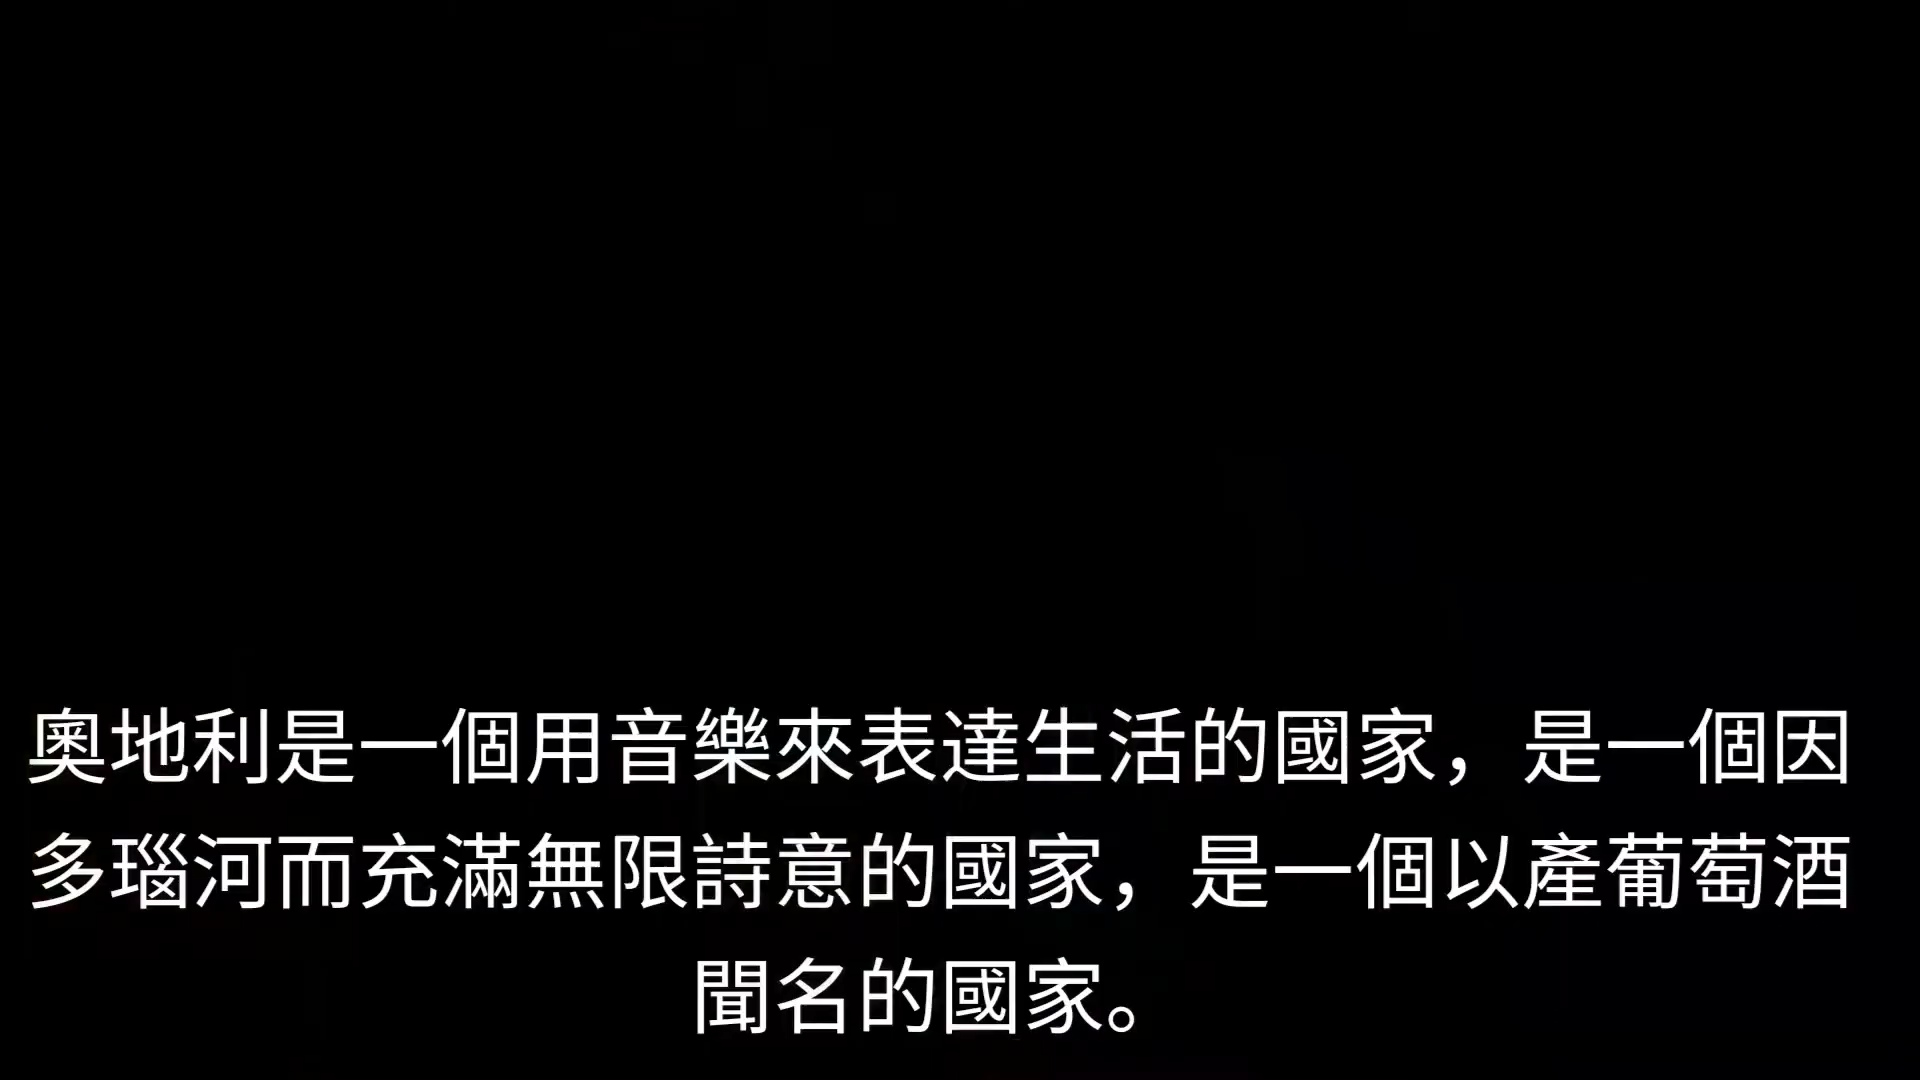 奧地利是一個用音樂來表達生活的國家，是一個因
多瑙河而充滿無限詩意的國家，是一個以產葡萄酒
聞名的國家。